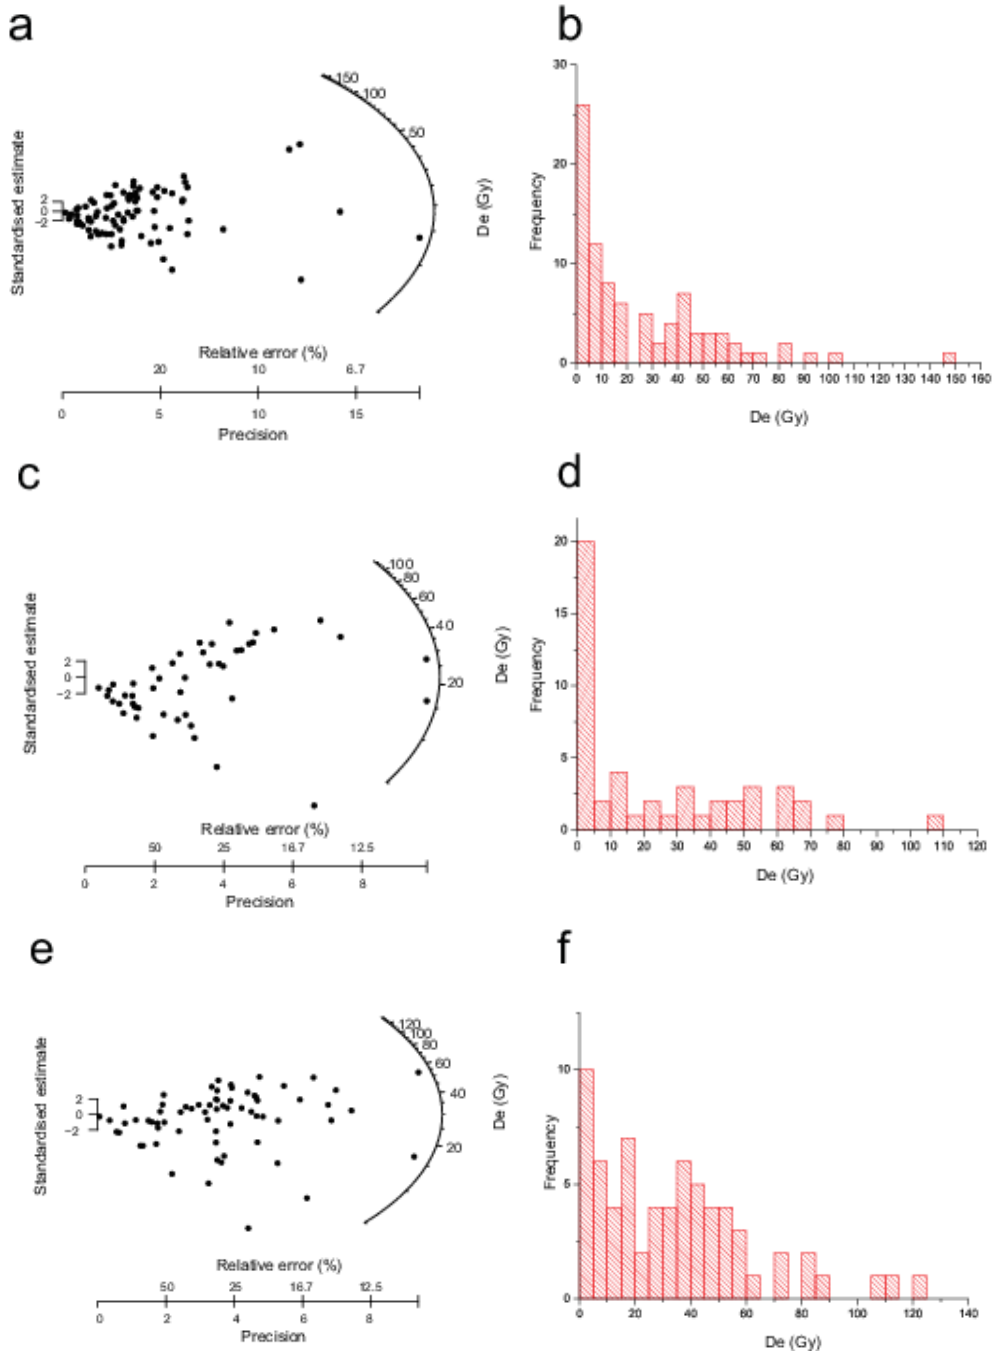 a
Standardised estimate
2
0
−2
150
100
50
De (Gy)
Relative error (%)
20 10 6.7
0 5 10 15
Precision
b
Frequency
30
20
10
0
0 10 20 30 40 50 60 70 80 90 100 110 120 130 140 150 160
De (Gy)
c
Standardised estimate
2
0
−2
100
80
60
40
20
De (Gy)
Relative error (%)
50 25 16.7 12.5
0 2 4 6 8
Precision
d
Frequency
20
15
10
5
0
0 10 20 30 40 50 60 70 80 90 100 110 120
De (Gy)
e
Standardised estimate
2
0
−2
120
100
80
60
40
20
De (Gy)
Relative error (%)
50 25 16.7 12.5
0 2 4 6 8
Precision
f
Frequency
10
5
0
0 20 40 60 80 100 120 140
De (Gy)